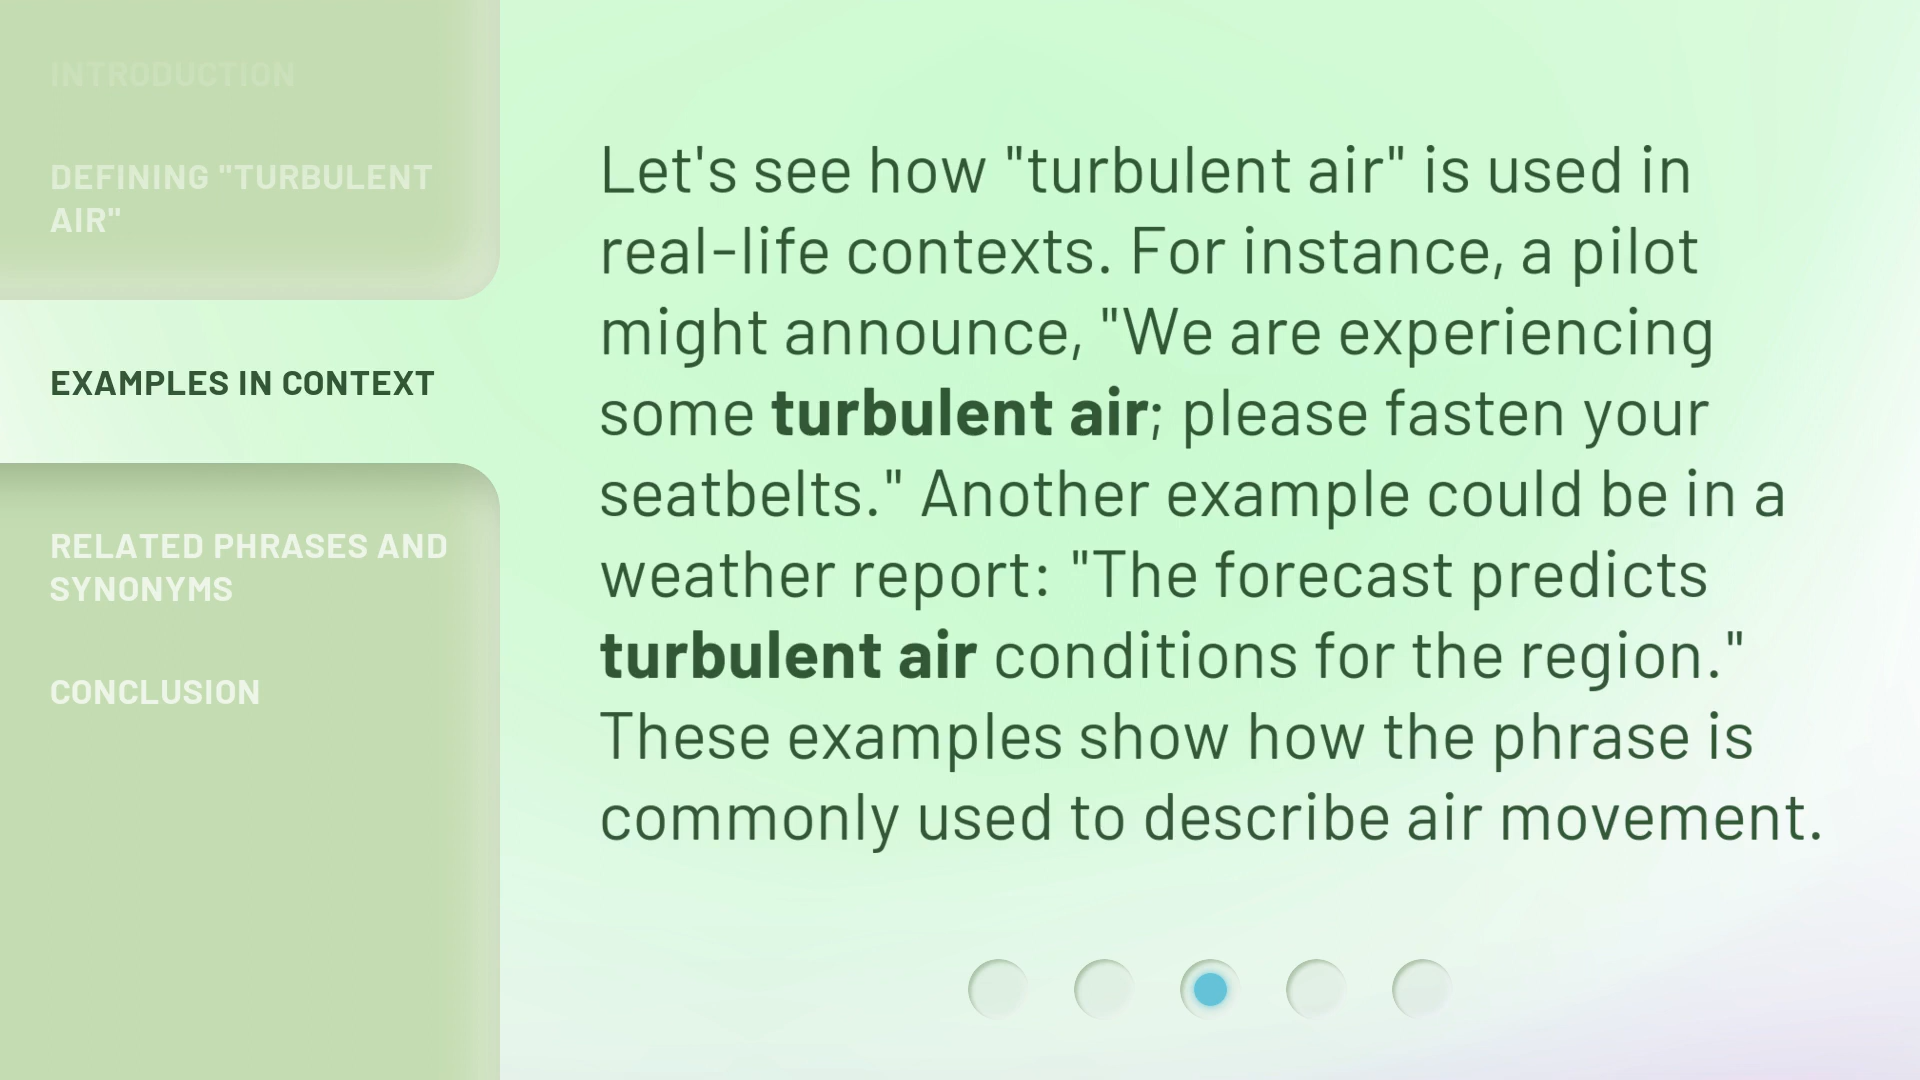 INTRODUCTION
DEFINING "TURBULENT
AIR"
EXAMPLES IN CONTEXT
RELATED PHRASES AND
SYNONYMS
CONCLUSION
Let's see how "turbulent air" is used in
real-life contexts. For instance, a pilot
might announce, "We are experiencing
some turbulent air; please fasten your
seatbelts." Another example could be in a
weather report: "The forecast predicts
turbulent air conditions for the region."
These examples show how the phrase is
commonly used to describe air movement.